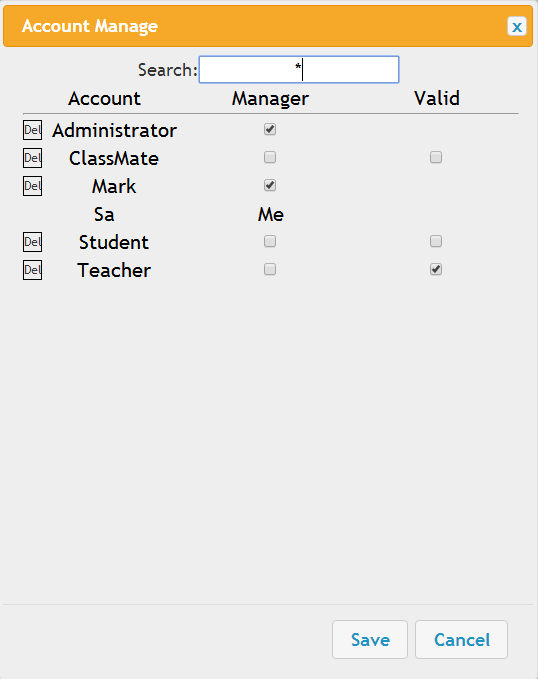 Account Manage x
Search: *
Account Manager Valid
Del Administrator
Del ClassMate
Del Mark
Sa Me
Del Student
Del Teacher
Save Cancel